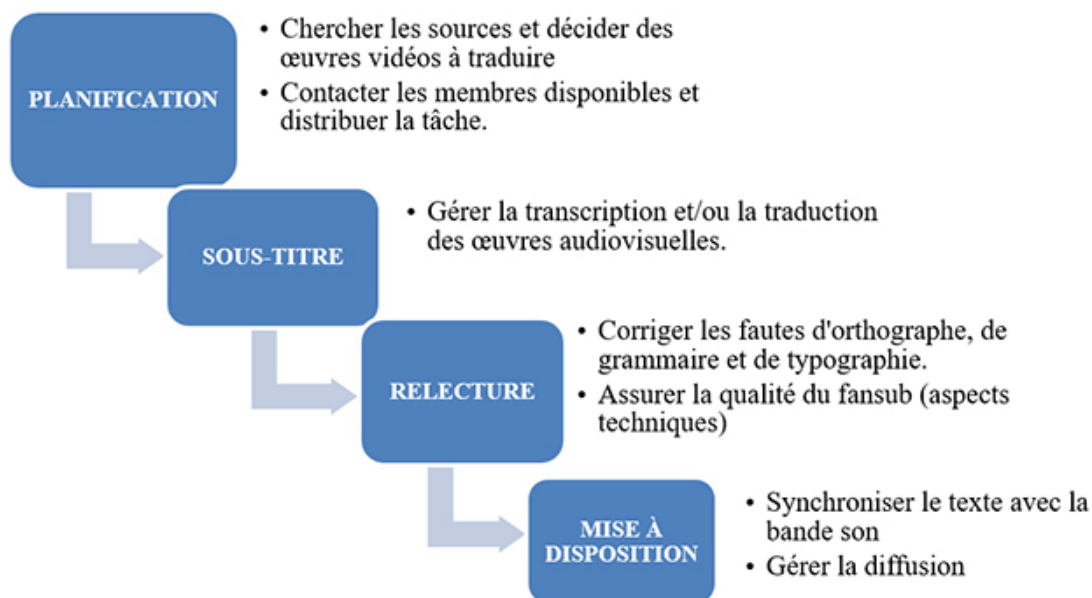 PLANIFICATION
• Chercher les sources et décider des
œuvres vidéos à traduire
• Contacter les membres disponibles et
distribuer la tâche.
SOUS-TITRE
• Gérer la transcription et/ou la traduction
des œuvres audiovisuelles.
RELECTURE
• Corriger les fautes d'orthographe, de
grammaire et de typographie.
• Assurer la qualité du fansub (aspects
techniques)
MISE À
DISPOSITION
• Synchroniser le texte avec la
bande son
• Gérer la diffusion